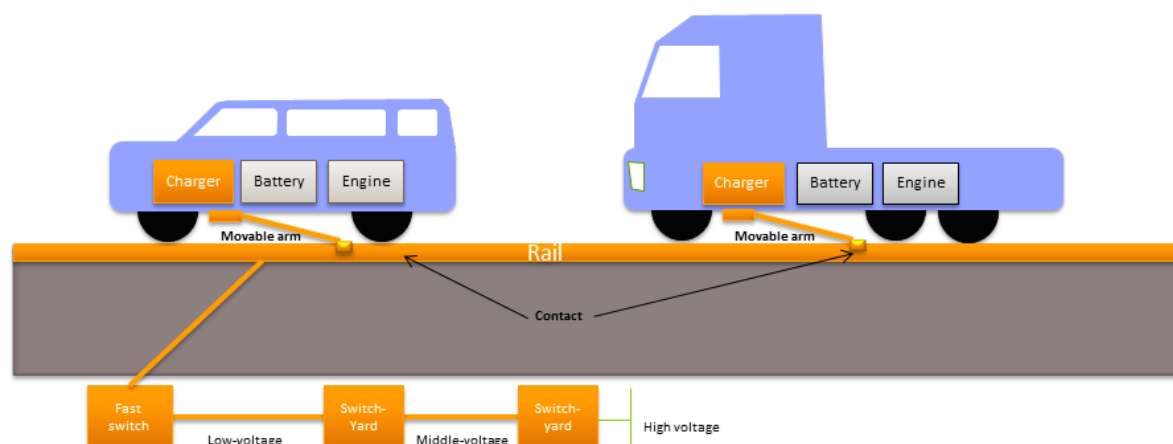 Charger Battery Engine
Charger Battery Engine
Movable arm
Movable arm
Rail
Contact
Fast
switch
Switch-
Yard
Switch-
yard
High voltage
Low-voltage
Middle-voltage